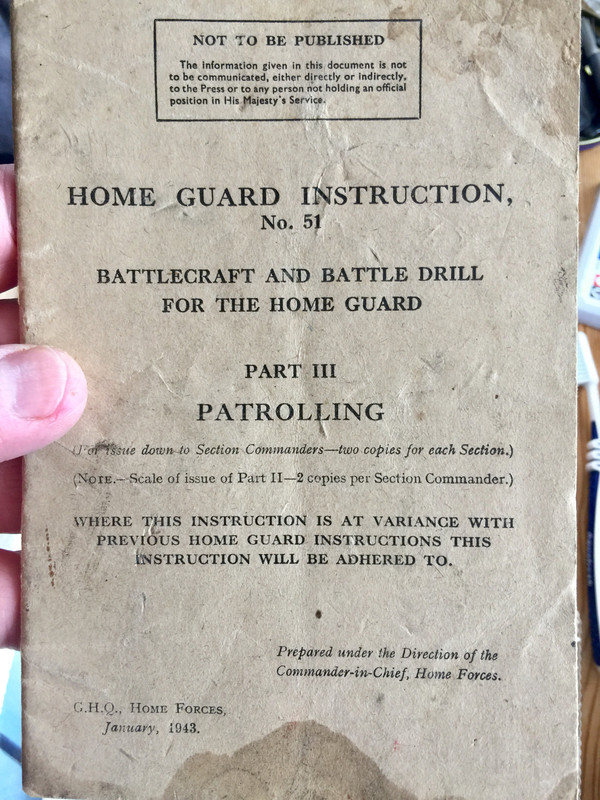 NOT TO BE PUBLISHED
The information given in this document is not
to be communicated, either directly or indirectly,
to the Press or to any person not holding an official
position in His Majesty's Service.
HOME GUARD INSTRUCTION,
No. 51
BATTLECRAFT AND BATTLE DRILL
FOR THE HOME GUARD
PART III
PATROLLING
(For issue down to Section Commanders—two copies for each Section.)
(NOTE.—Scale of issue of Part II—2 copies per Section Commander.)
WHERE THIS INSTRUCTION IS AT VARIANCE WITH
PREVIOUS HOME GUARD INSTRUCTIONS THIS
INSTRUCTION WILL BE ADHERED TO.
Prepared under the Direction of the
Commander-in-Chief, Home Forces.
G.H.Q., HOME FORCES,
January, 1943.